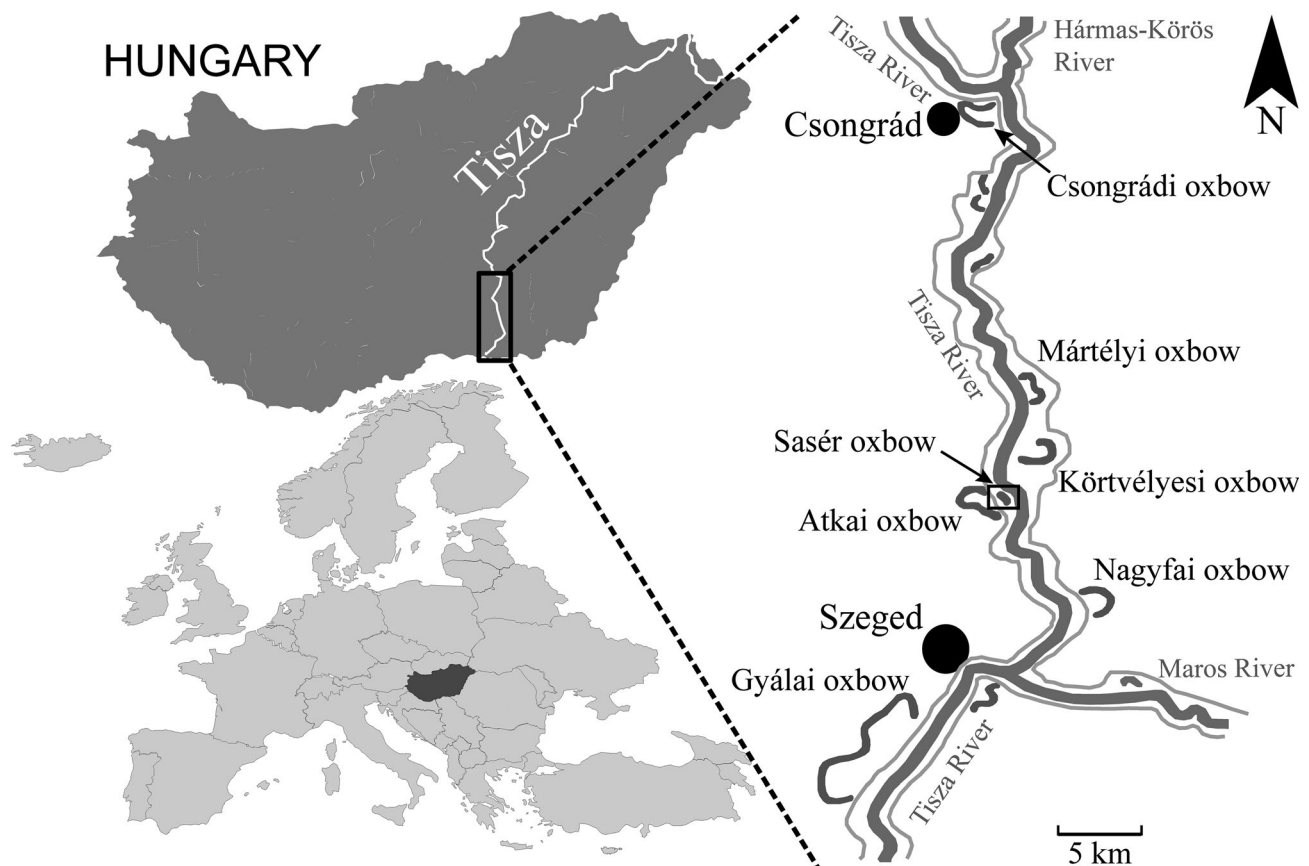 HUNGARY
Tisza
Tisza River
Hármas-Körös
River
N
Csongrád
Csongrádi oxbow
Tisza River
Mártélyi oxbow
Sasér oxbow
Körtvélyesi oxbow
Atkai oxbow
Nagyfai oxbow
Szeged
Maros River
Gyálai oxbow
Tisza River
5 km